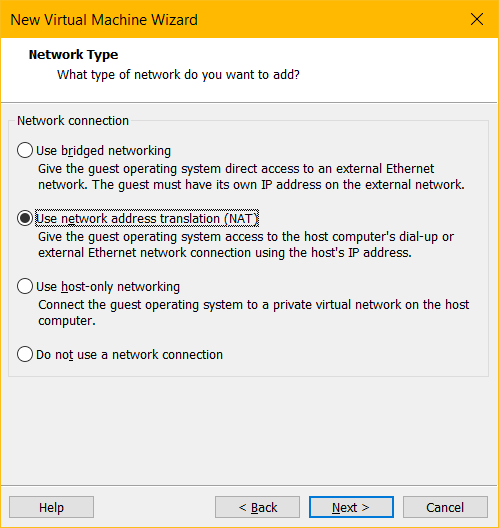 New Virtual Machine Wizard
Network Type
What type of network do you want to add?
Network connection
Use bridged networking
Give the guest operating system direct access to an external Ethernet
network. The guest must have its own IP address on the external network.
Use network address translation (NAT)
Give the guest operating system access to the host computer's dial-up or
external Ethernet network connection using the host's IP address.
Use host-only networking
Connect the guest operating system to a private virtual network on the host
computer.
Do not use a network connection
Help
< Back
Next >
Cancel